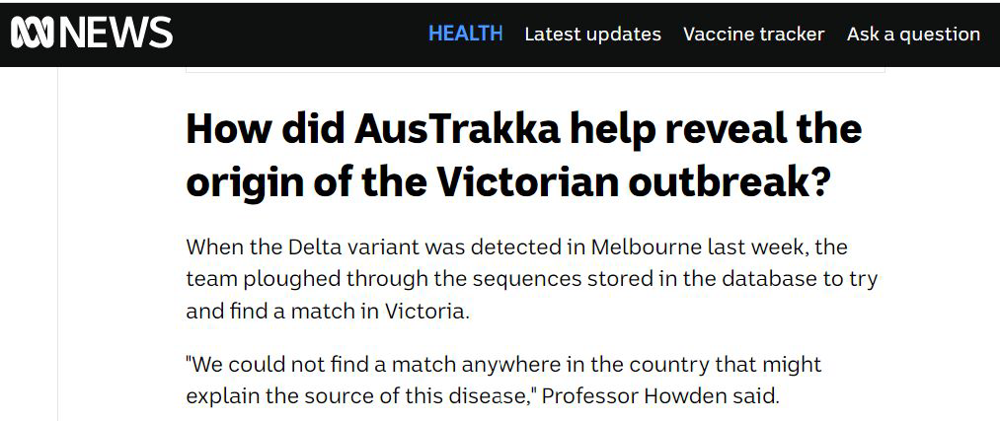 NEWS
HEALTH Latest updates Vaccine tracker Ask a question
How did AusTrakka help reveal the
origin of the Victorian outbreak?
When the Delta variant was detected in Melbourne last week, the
team ploughed through the sequences stored in the database to try
and find a match in Victoria.
"We could not find a match anywhere in the country that might
explain the source of this disease," Professor Howden said.